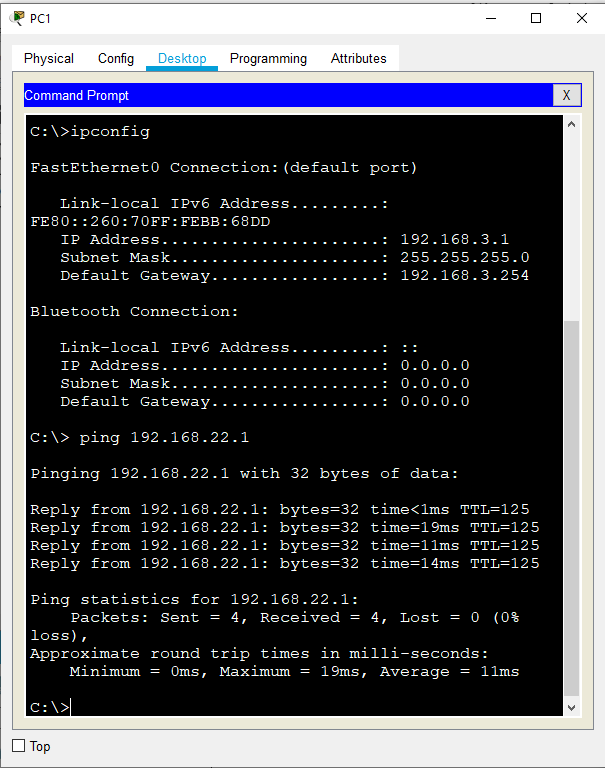 PC1
Physical Config Desktop Programming Attributes
Command Prompt X
C:\>ipconfig
FastEthernet0 Connection:(default port)
Link-local IPv6 Address.........:
FE80::260:70FF:FEBB:68DD
IP Address......................: 192.168.3.1
Subnet Mask.....................: 255.255.255.0
Default Gateway.................: 192.168.3.254
Bluetooth Connection:
Link-local IPv6 Address.........: ::
IP Address......................: 0.0.0.0
Subnet Mask.....................: 0.0.0.0
Default Gateway.................: 0.0.0.0
C:\> ping 192.168.22.1
Pinging 192.168.22.1 with 32 bytes of data:
Reply from 192.168.22.1: bytes=32 time<1ms TTL=125
Reply from 192.168.22.1: bytes=32 time=19ms TTL=125
Reply from 192.168.22.1: bytes=32 time=11ms TTL=125
Reply from 192.168.22.1: bytes=32 time=14ms TTL=125
Ping statistics for 192.168.22.1:
Packets: Sent = 4, Received = 4, Lost = 0 (0%
loss),
Approximate round trip times in milli-seconds:
Minimum = 0ms, Maximum = 19ms, Average = 11ms
C:\>
Top